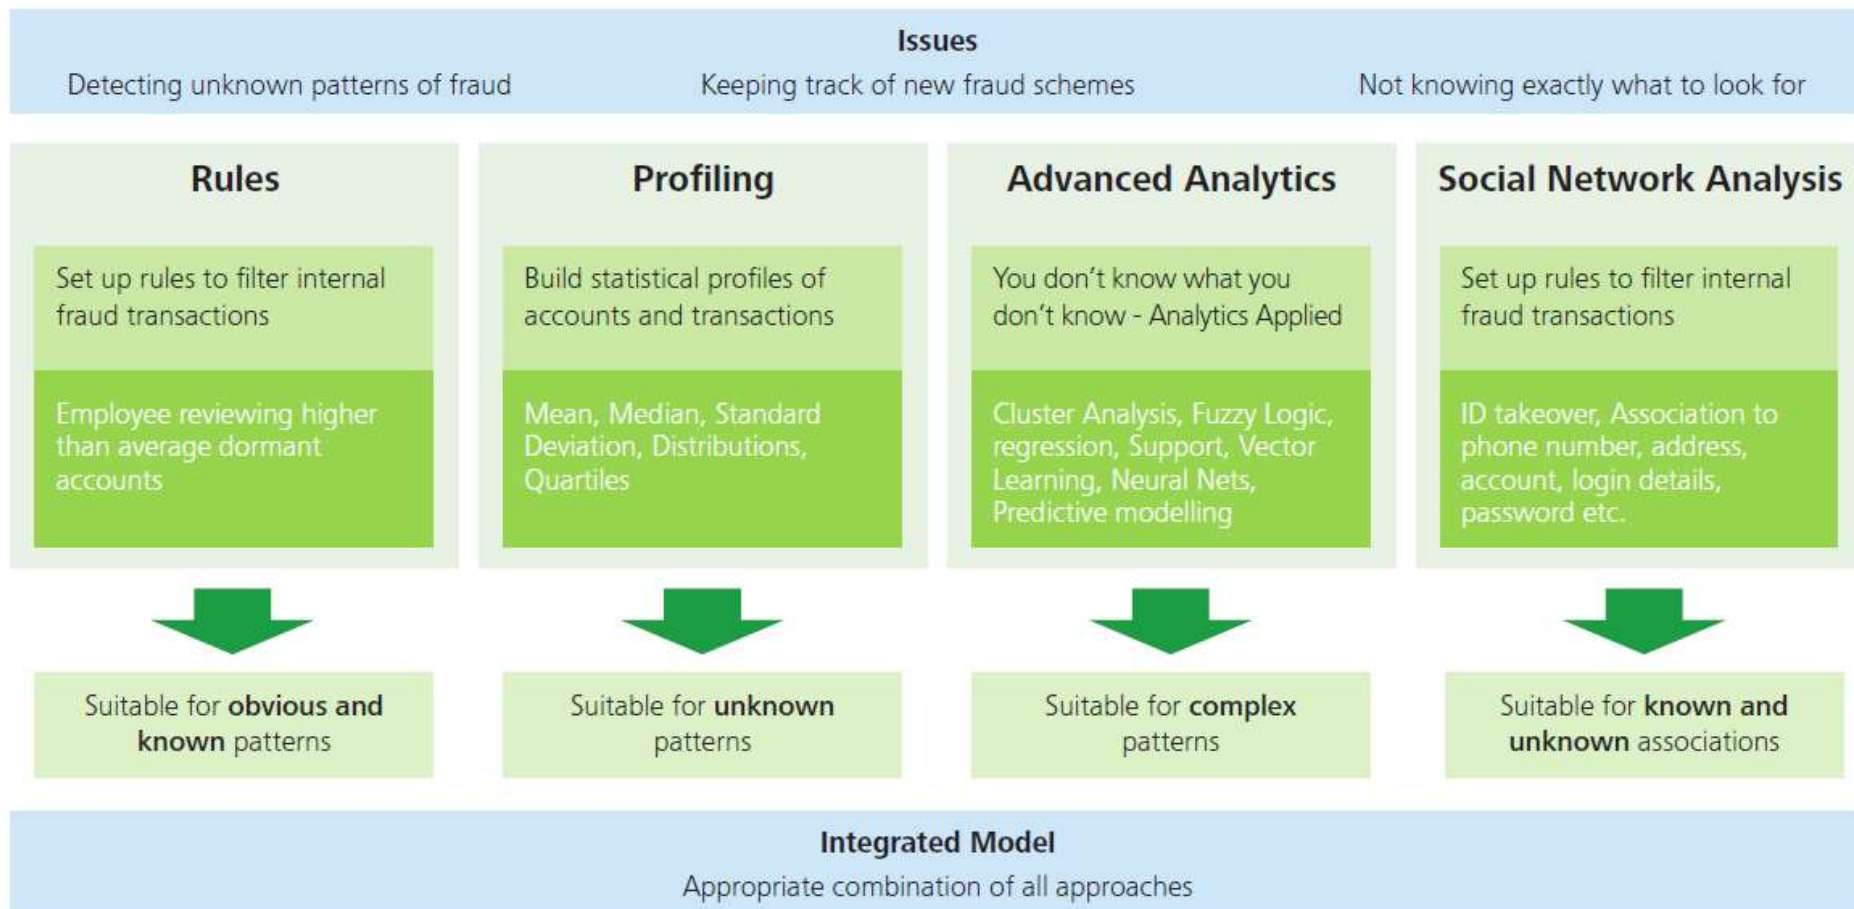 Issues
Detecting unknown patterns of fraud
Keeping track of new fraud schemes
Not knowing exactly what to look for
Rules
Set up rules to filter internal
fraud transactions
Employee reviewing higher
than average dormant
accounts
Suitable for obvious and
known patterns
Profiling
Build statistical profiles of
accounts and transactions
Mean, Median, Standard
Deviation, Distributions,
Quartiles
Suitable for unknown
patterns
Advanced Analytics
You don’t know what you
don’t know - Analytics Applied
Cluster Analysis, Fuzzy Logic,
regression, Support, Vector
Learning, Neural Nets,
Predictive modelling
Suitable for complex
patterns
Social Network Analysis
Set up rules to filter internal
fraud transactions
ID takeover, Association to
phone number, address,
account, login details,
password etc.
Suitable for known and
unknown associations
Integrated Model
Appropriate combination of all approaches